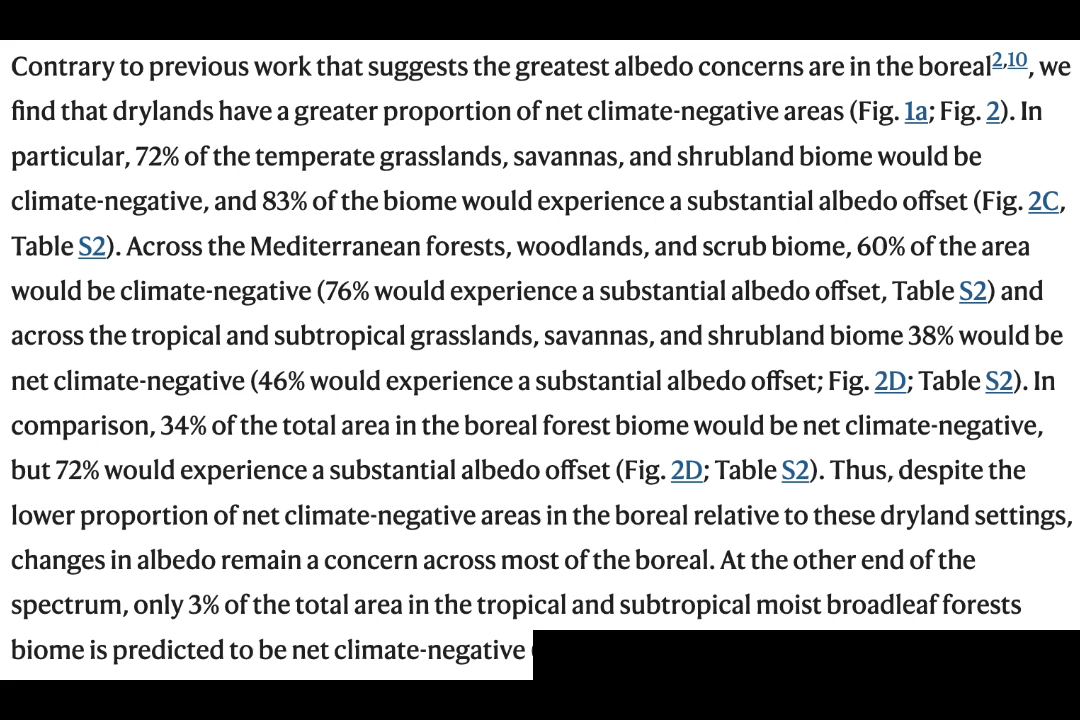 Contrary to previous work that suggests the greatest albedo concerns are in the boreal2,10, we
find that drylands have a greater proportion of net climate-negative areas (Fig. 1a; Fig. 2). In
particular, 72% of the temperate grasslands, savannas, and shrubland biome would be
climate-negative, and 83% of the biome would experience a substantial albedo offset (Fig. 2C,
Table S2). Across the Mediterranean forests, woodlands, and scrub biome, 60% of the area
would be climate-negative (76% would experience a substantial albedo offset, Table S2) and
across the tropical and subtropical grasslands, savannas, and shrubland biome 38% would be
net climate-negative (46% would experience a substantial albedo offset; Fig. 2D; Table S2). In
comparison, 34% of the total area in the boreal forest biome would be net climate-negative,
but 72% would experience a substantial albedo offset (Fig. 2D; Table S2). Thus, despite the
lower proportion of net climate-negative areas in the boreal relative to these dryland settings,
changes in albedo remain a concern across most of the boreal. At the other end of the
spectrum, only 3% of the total area in the tropical and subtropical moist broadleaf forests
biome is predicted to be net climate-negative